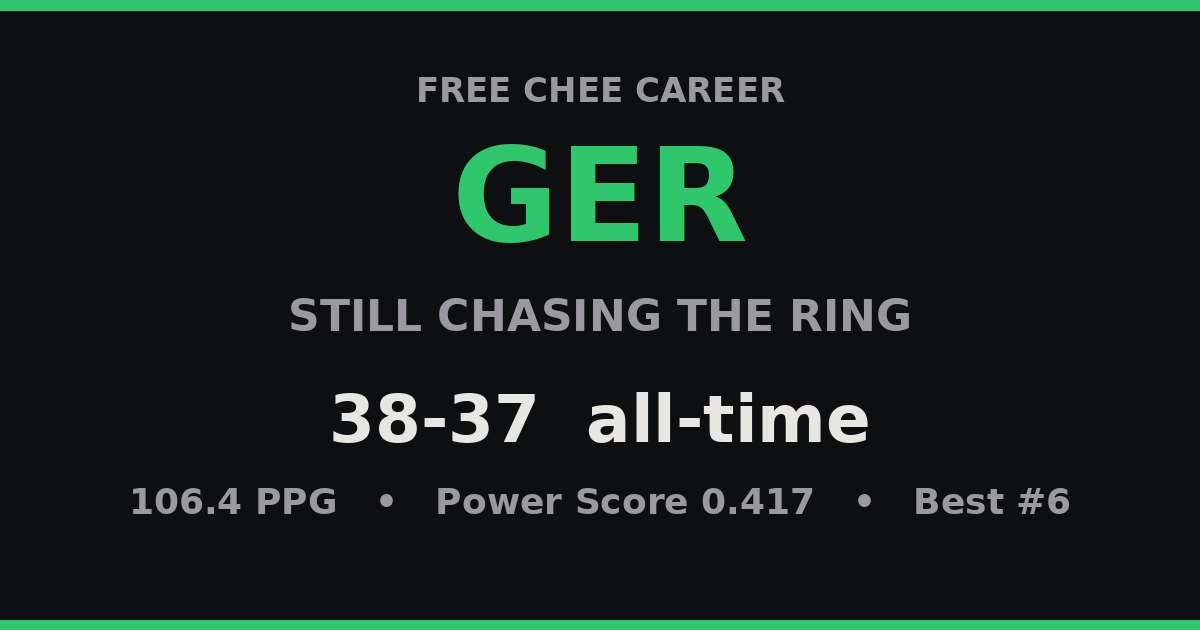 FREE CHEE CAREER
GER
STILL CHASING THE RING
38-37 all-time
106.4 PPG • Power Score 0.417 • Best #6